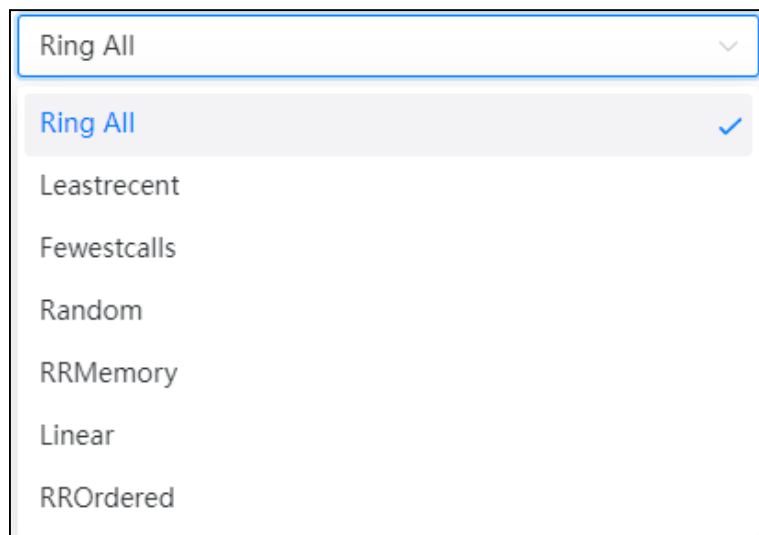 Ring All
Ring All
Leastrecent
Fewestcalls
Random
RRMemory
Linear
RROrdered